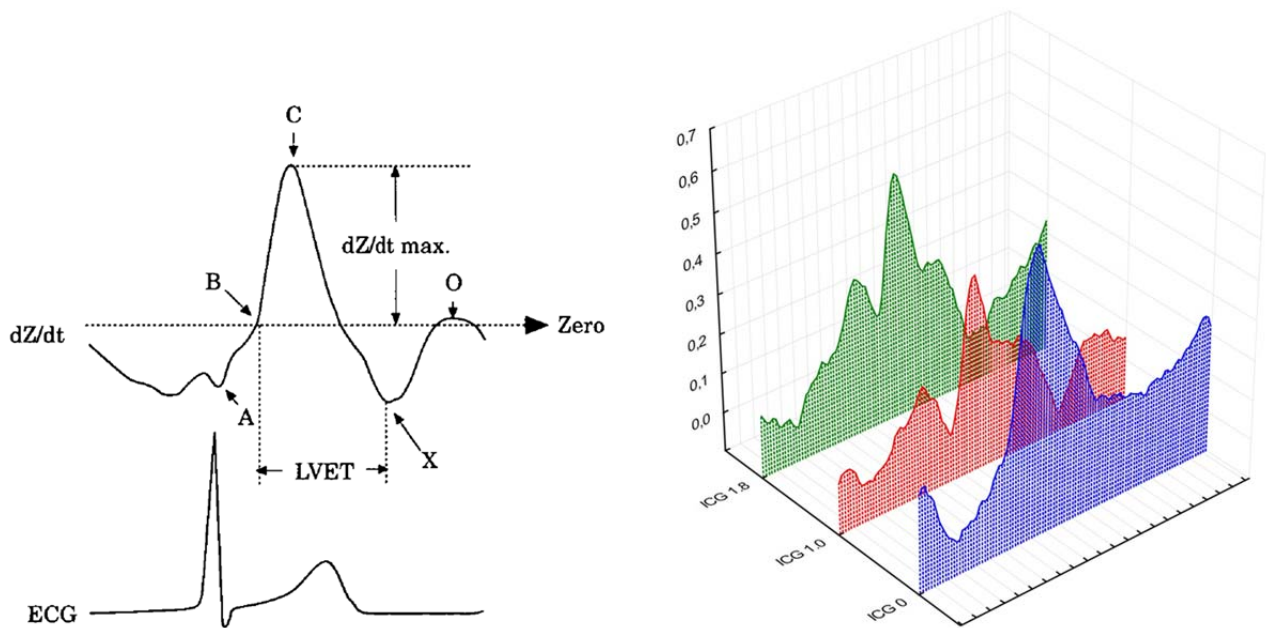 C
dZ/dt max.
B
O
dZ/dt
Zero
A
X
LVET
ECG
0,7
0,6
0,5
0,4
0,3
0,2
0,1
0,0
ICG 1.8
ICG 1.0
ICG 0